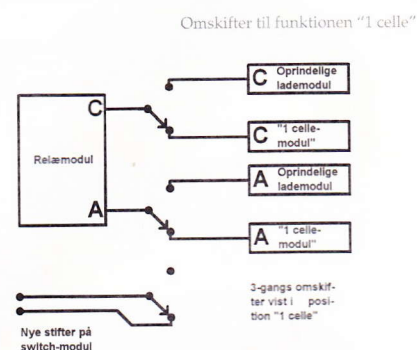 Omskifter til funktionen "1 celle"
C Oprindelige
lademodul
C
Relæmodul
C "1 celle-
modul"
A Oprindelige
lademodul
A
A "1 celle-
modul"
3-gangs omskif-
ter vist i posi-
tion "1 celle"
Nye stifter på
switch-modul